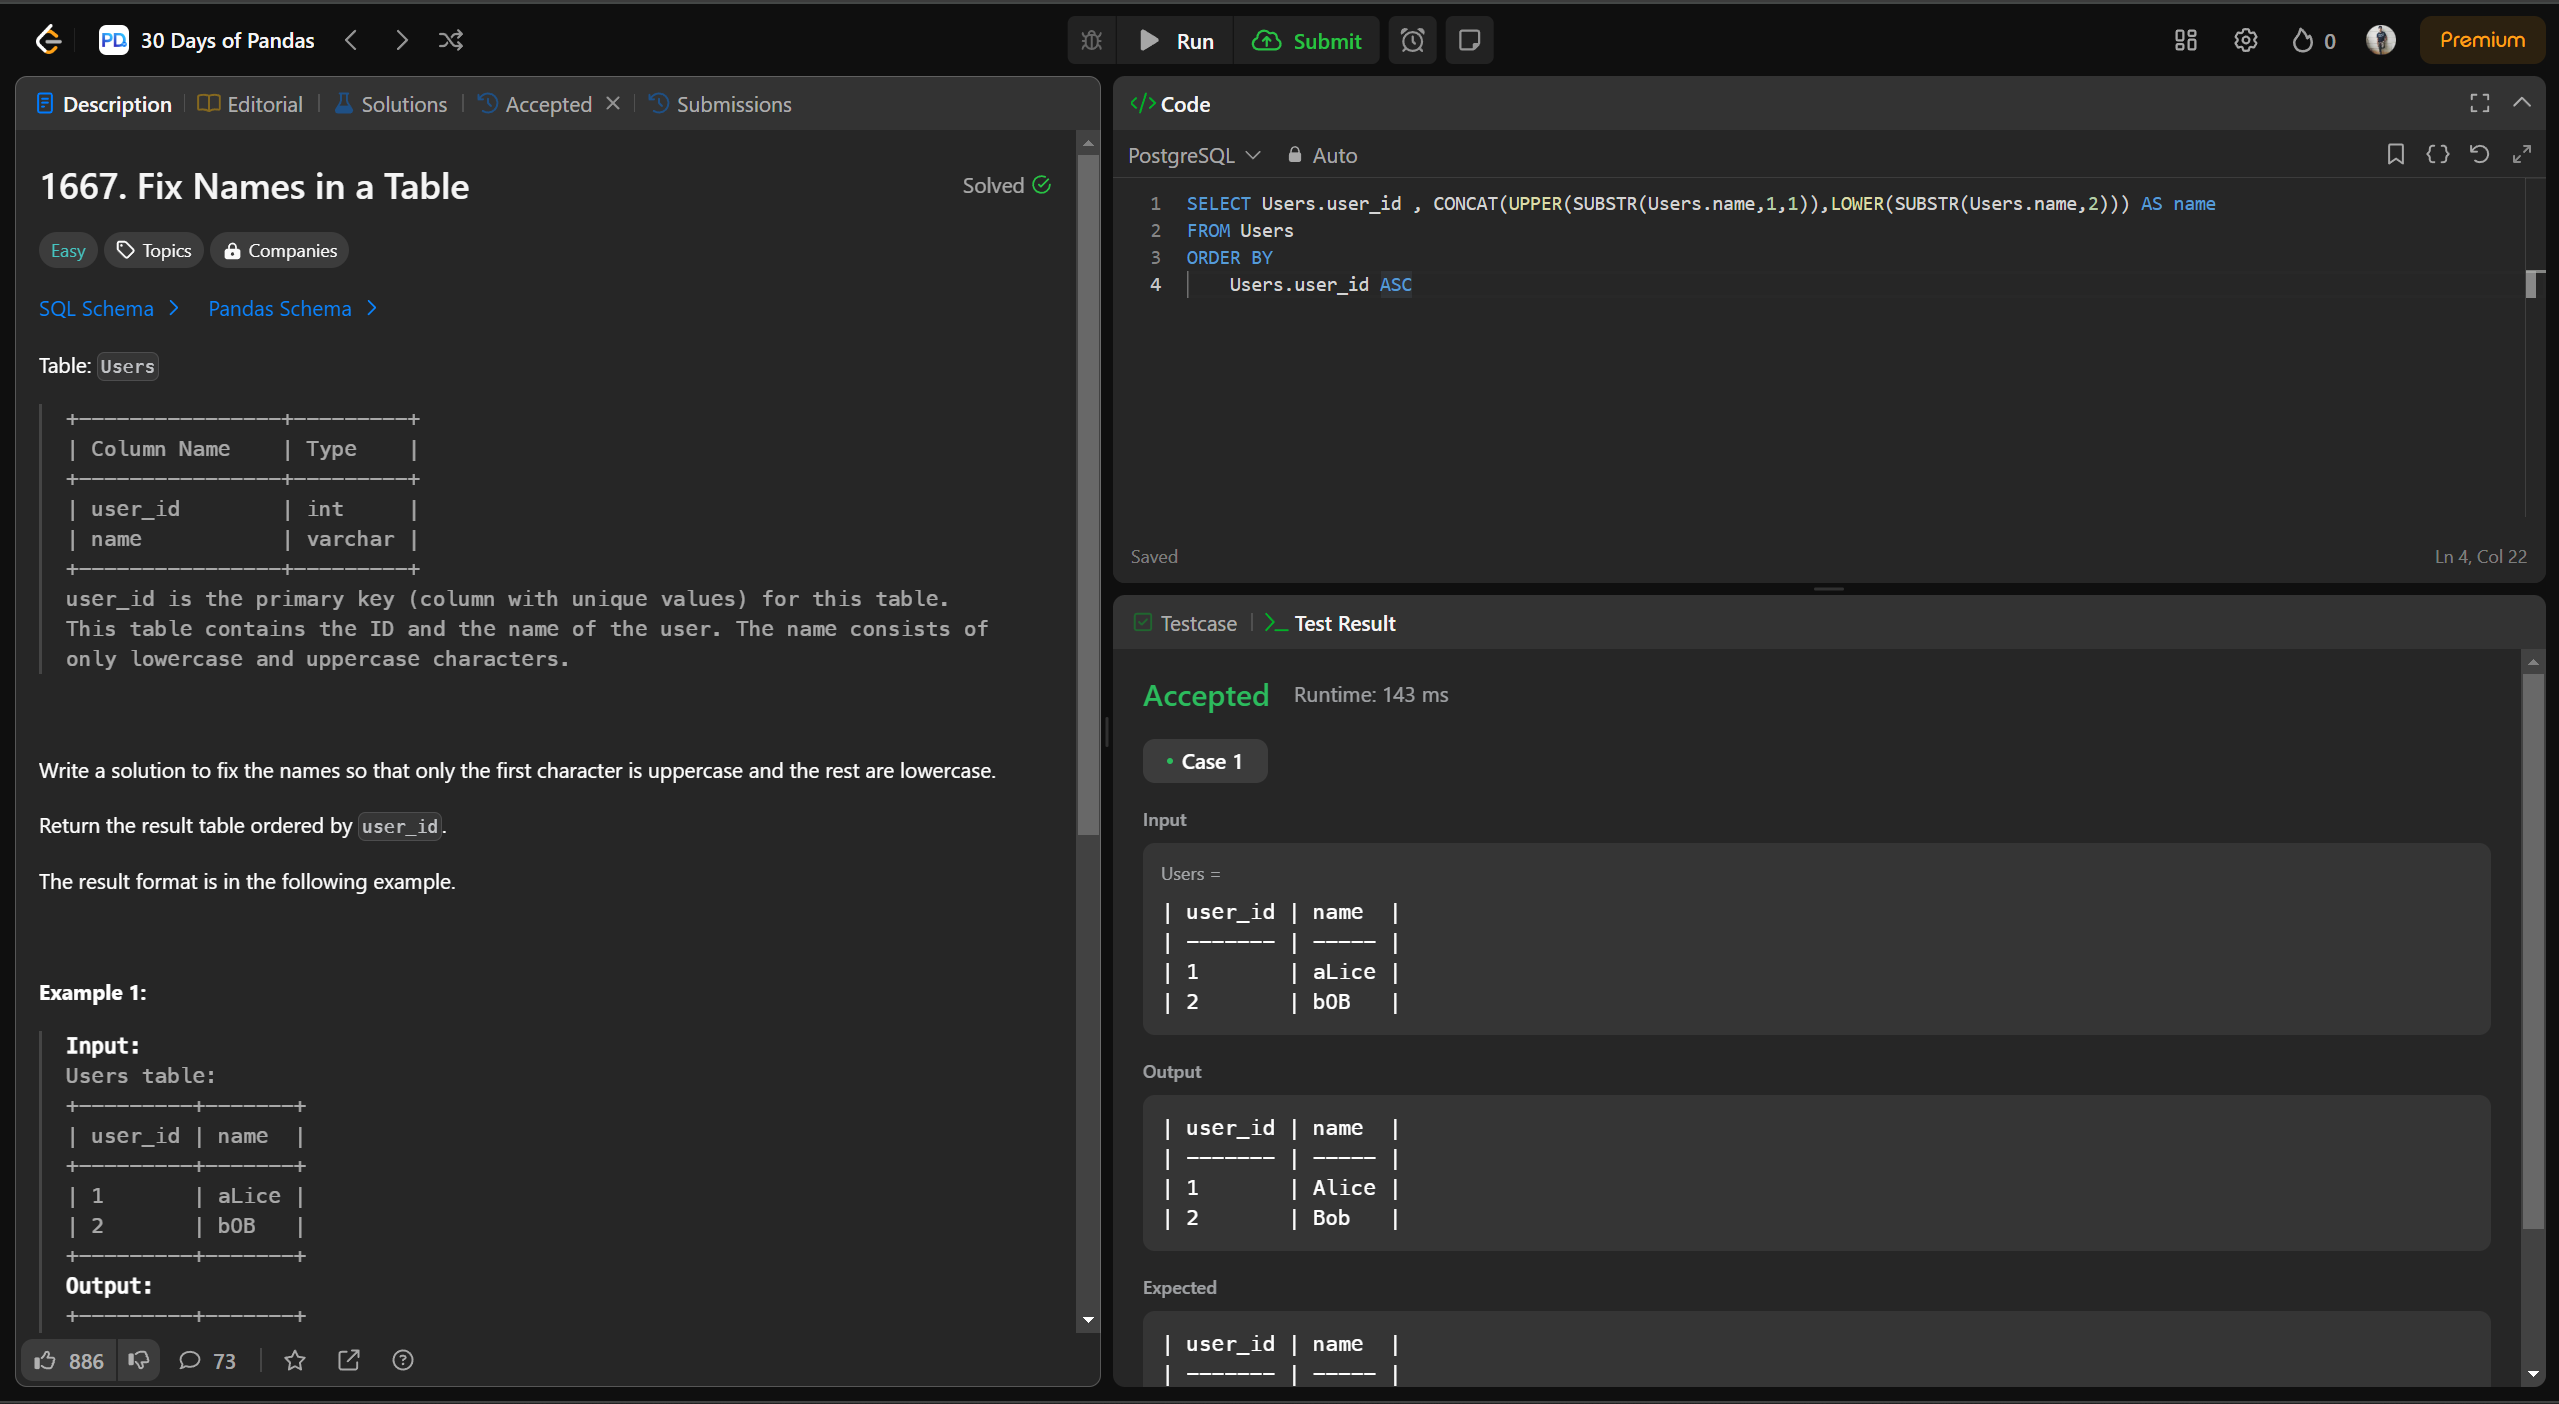 PD 30 Days of Pandas
Run
Submit
0
Premium
Description
Editorial
Solutions
Accepted
Submissions
1667. Fix Names in a Table
Solved
Easy
Topics
Companies
SQL Schema
Pandas Schema
Table: Users
+----------------+---------+
| Column Name    | Type    |
+----------------+---------+
| user_id        | int     |
| name           | varchar |
+----------------+---------+
user_id is the primary key (column with unique values) for this table.
This table contains the ID and the name of the user. The name consists of
only lowercase and uppercase characters.
Write a solution to fix the names so that only the first character is uppercase and the rest are lowercase.
Return the result table ordered by user_id.
The result format is in the following example.
Example 1:
Input:
Users table:
+---------+-------+
| user_id | name  |
+---------+-------+
| 1       | aLice |
| 2       | bOB   |
+---------+-------+
Output:
+---------+-------+
886
73
</> Code
PostgreSQL
Auto
1 SELECT Users.user_id , CONCAT(UPPER(SUBSTR(Users.name,1,1)),LOWER(SUBSTR(Users.name,2))) AS name
2 FROM Users
3 ORDER BY
4     Users.user_id ASC
Saved
Ln 4, Col 22
Testcase
>_ Test Result
Accepted
Runtime: 143 ms
• Case 1
Input
Users =
| user_id | name  |
| ------- | ----- |
| 1       | aLice |
| 2       | bOB   |
Output
| user_id | name  |
| ------- | ----- |
| 1       | Alice |
| 2       | Bob   |
Expected
| user_id | name  |
| ------- | ----- |